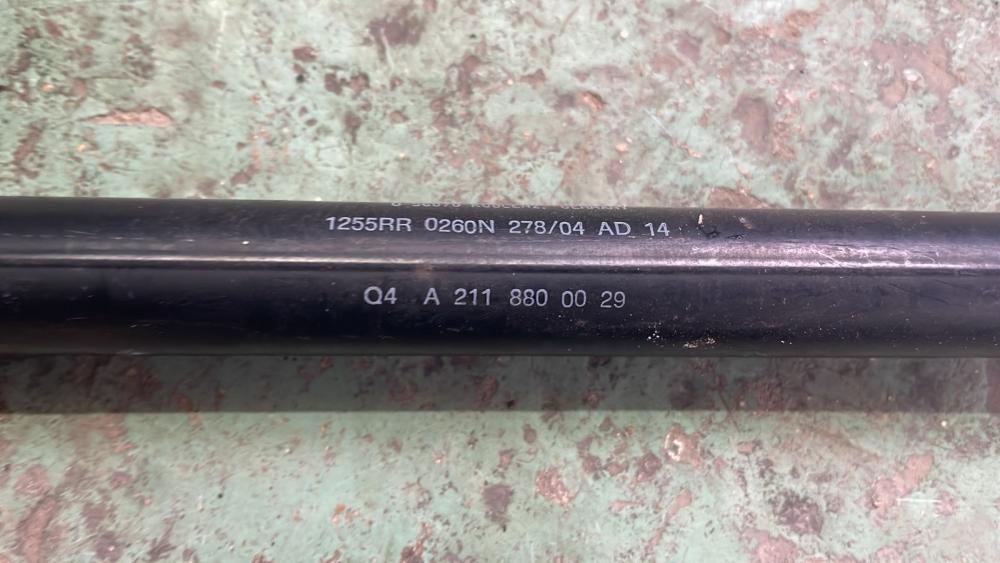 1255RR 0260N 278/04 AD 14
Q4 A 211 880 00 29